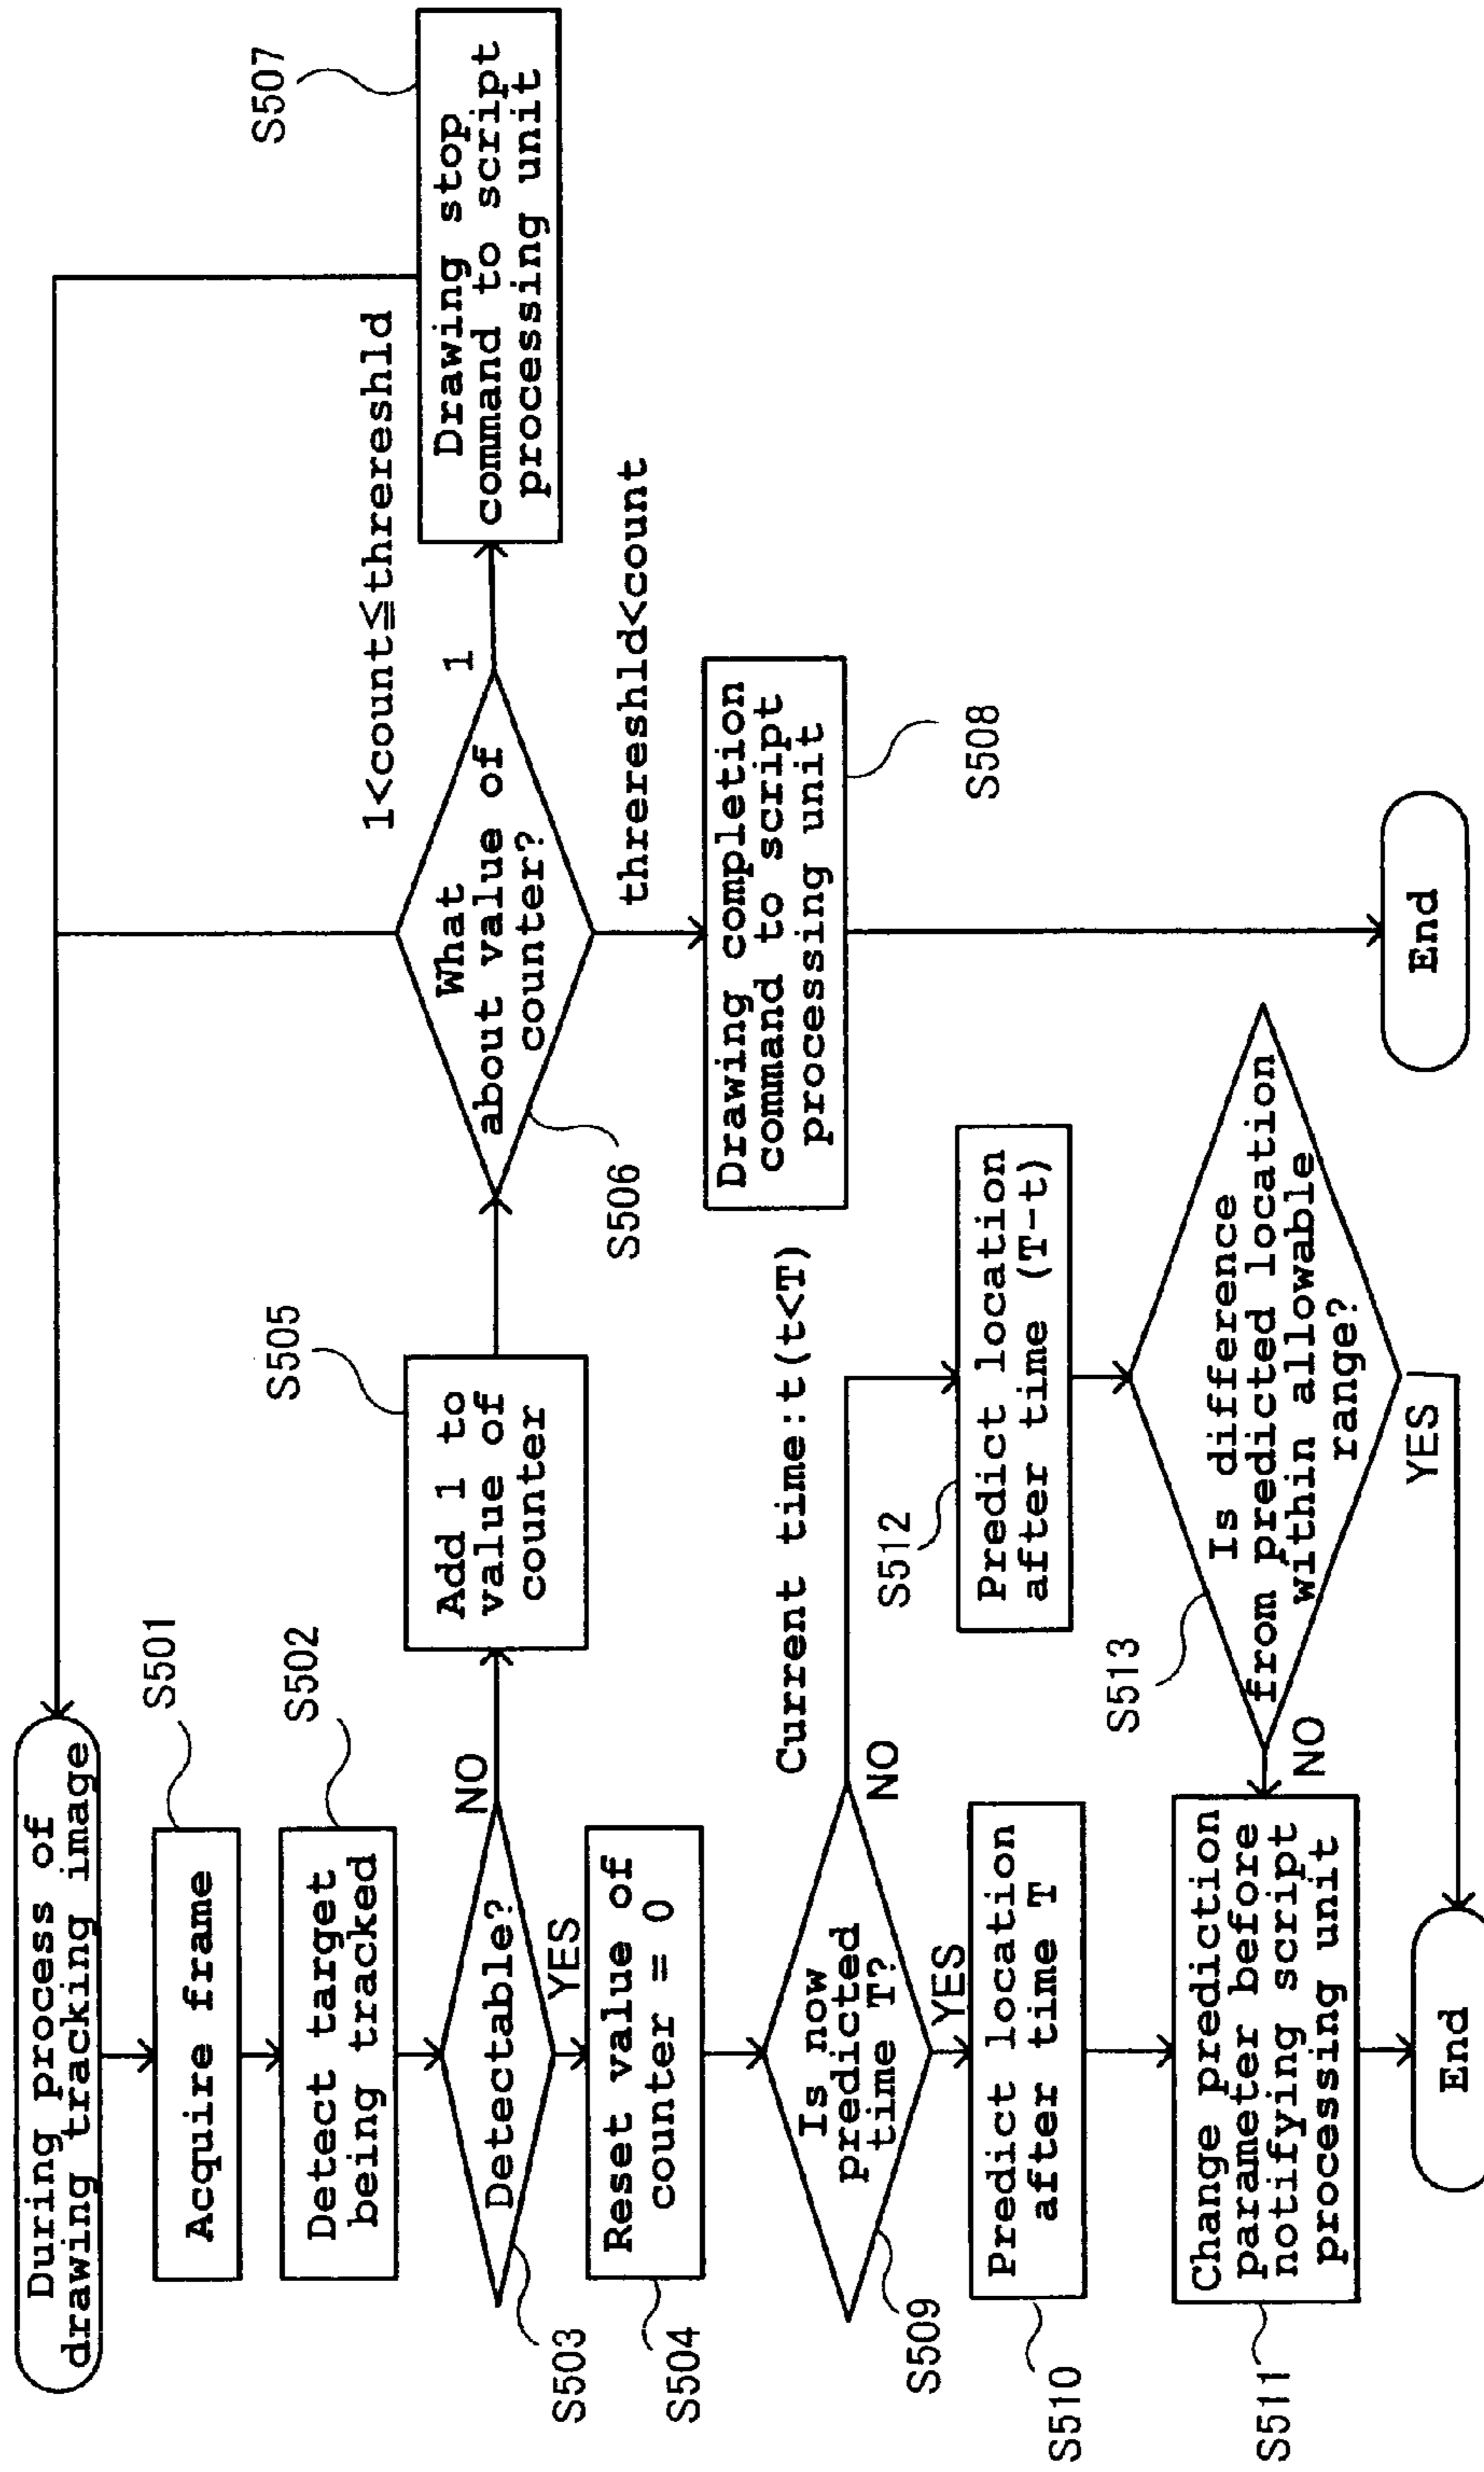 During process of
drawing tracking image
S501
Acquire frame
S502
Detect target
being tracked
S503
Detectable?
NO
YES
S504
Reset value of
counter = 0
S505
Add 1 to
value of
counter
S506
What
about value of
counter?
1<count≦threreshld
1
threreshld<count
S507
Drawing stop
command to script
processing unit
S508
Drawing completion
command to script
processing unit
End
S509
Is now
predicted
time T?
NO
YES
Current time:t(t<T)
S510
Predict location
after time T
S511
Change prediction
parameter before
notifying script
processing unit
S512
Predict location
after time (T-t)
S513
Is difference
from predicted location
within allowable
range?
NO
YES
End